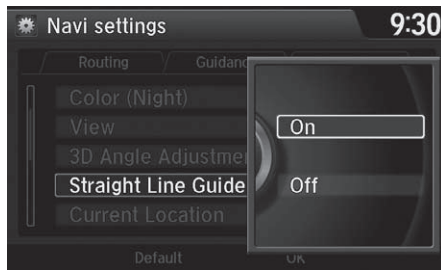 Navi settings
9:30
Routing
Guidanc
Color (Night)
View
3D Angle Adjustmen
Straight Line Guide
Current Location
On
Off
Default
OK